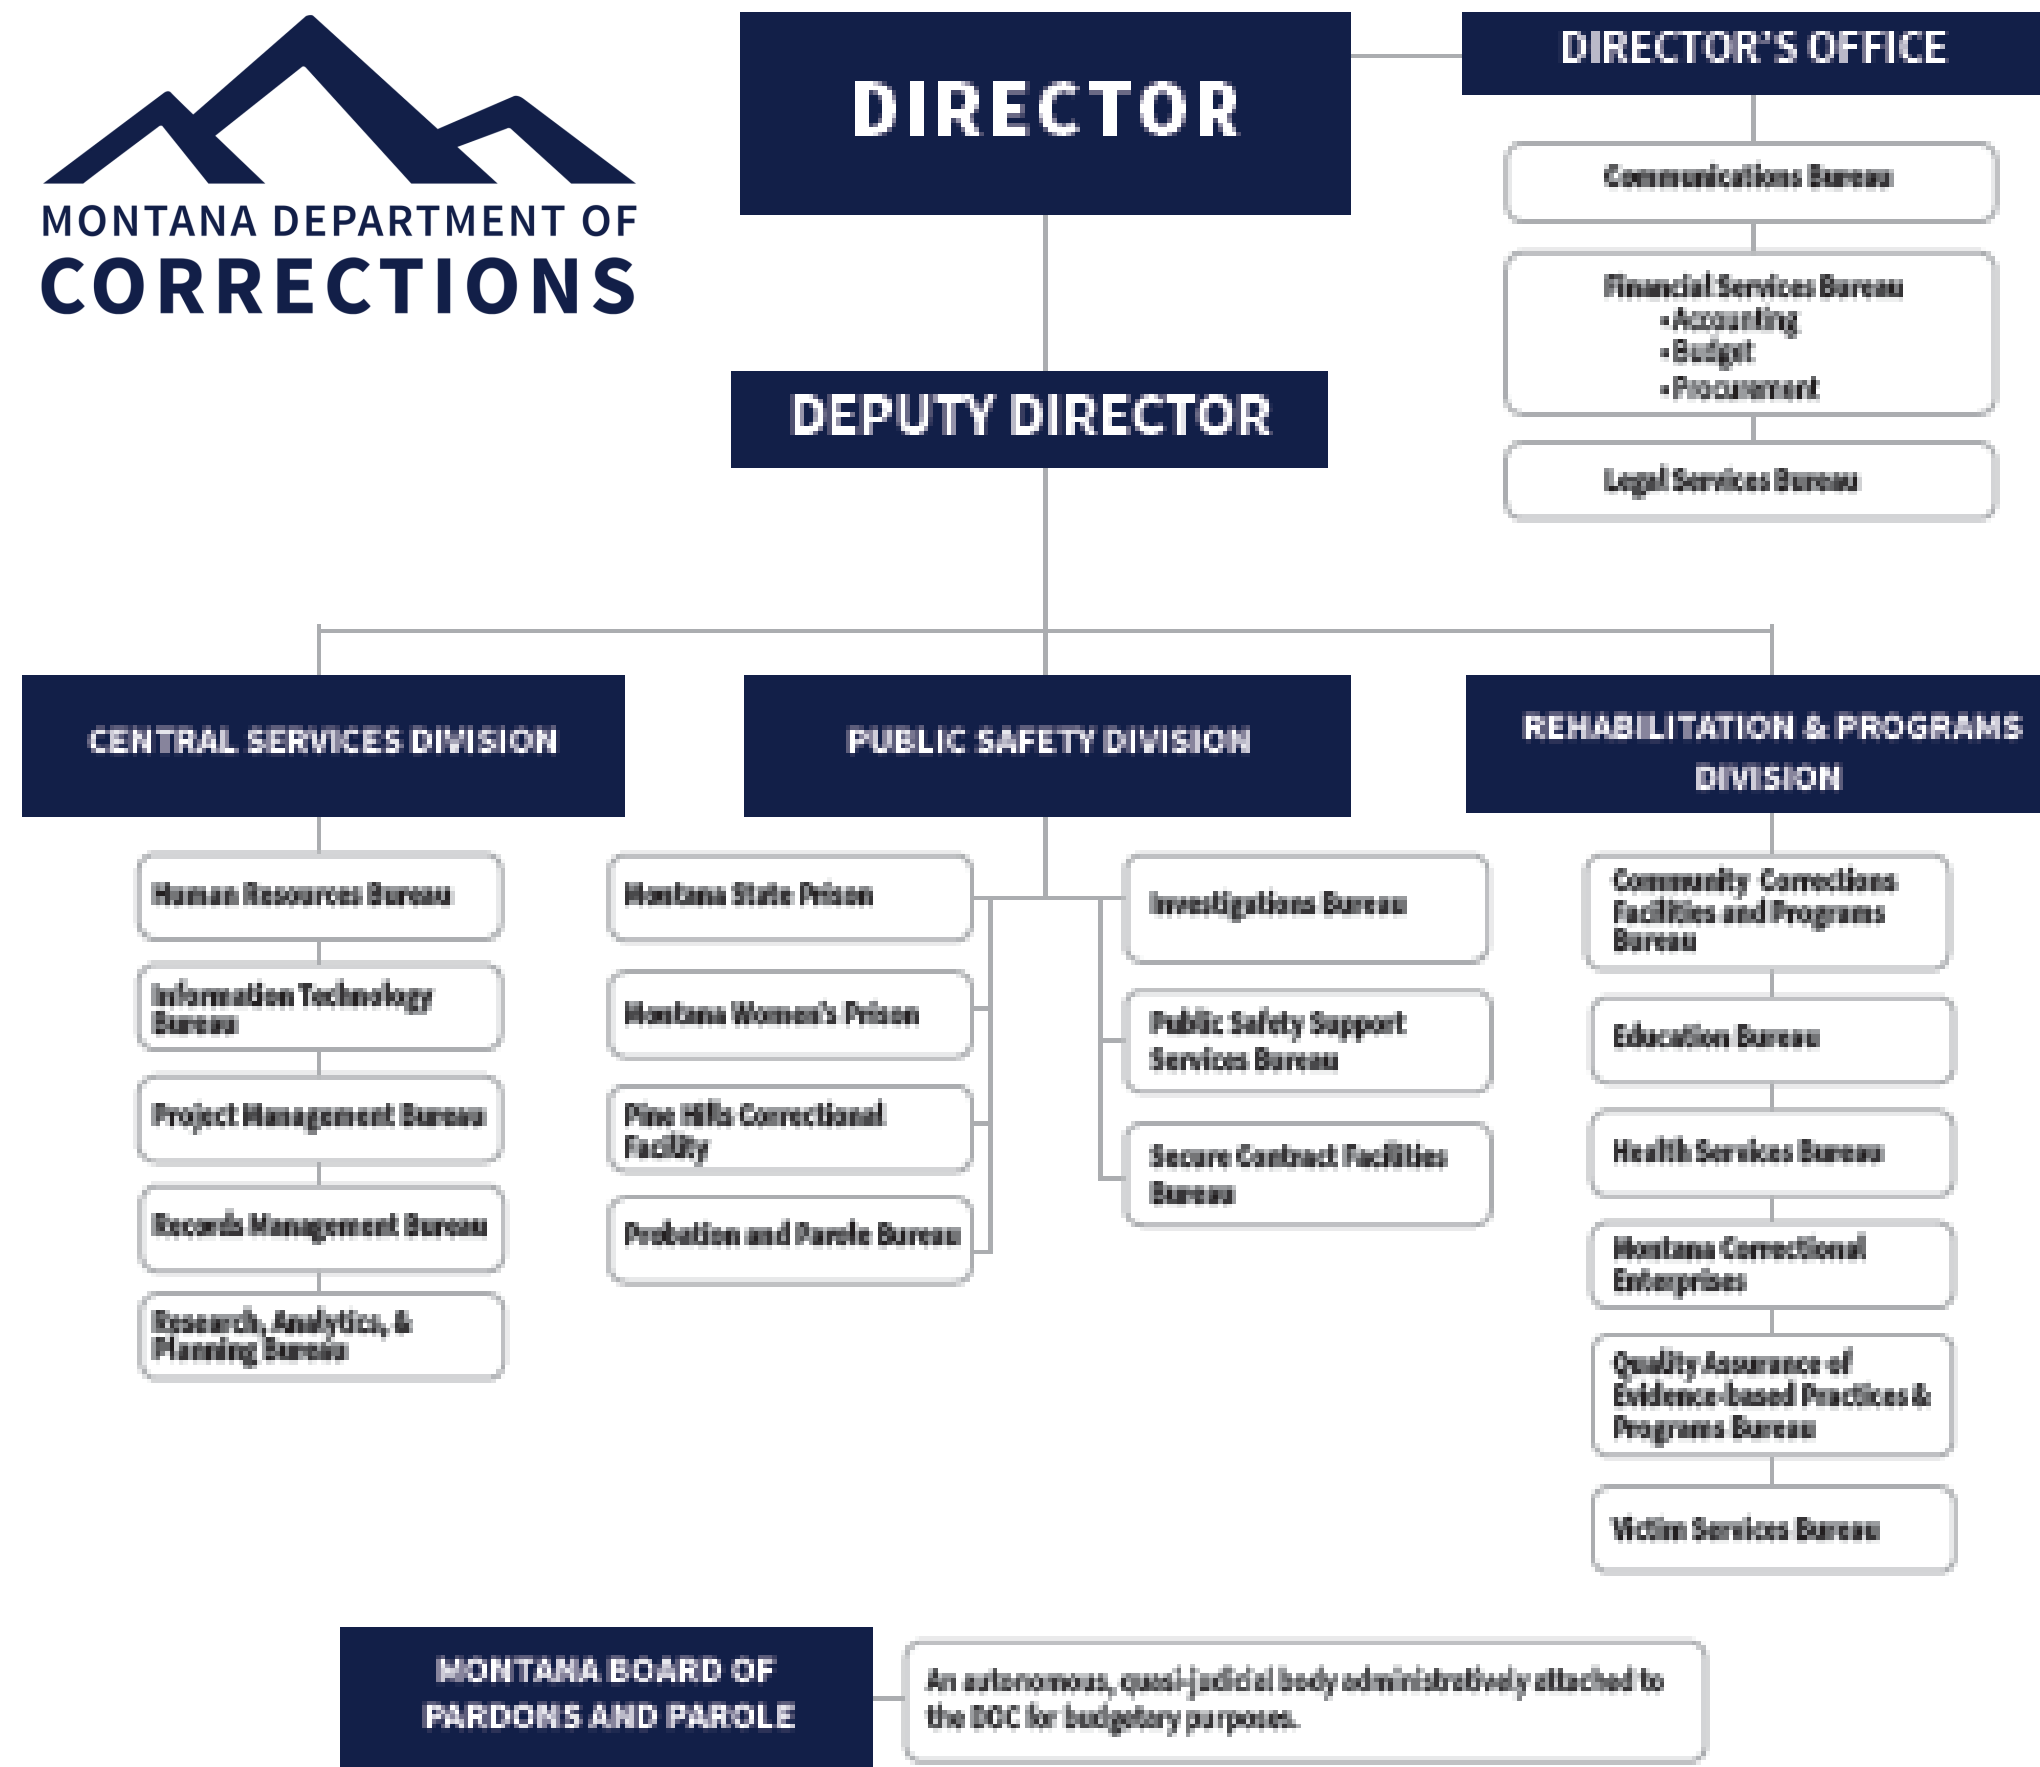 MONTANA DEPARTMENT OF
CORRECTIONS
DIRECTOR
DIRECTOR'S OFFICE
Communications Bureau
Financial Services Bureau
•Accounting
•Budget
•Procurement
Legal Services Bureau
DEPUTY DIRECTOR
CENTRAL SERVICES DIVISION
Human Resources Bureau
Information Technology
Bureau
Project Management Bureau
Records Management Bureau
Research, Analytics, &
Planning Bureau
PUBLIC SAFETY DIVISION
Montana State Prison
Montana Women's Prison
Pine Hills Correctional
Facility
Probation and Parole Bureau
Investigations Bureau
Public Safety Support
Services Bureau
Secure Contract Facilities
Bureau
REHABILITATION & PROGRAMS
DIVISION
Community Corrections
Facilities and Programs
Bureau
Education Bureau
Health Services Bureau
Montana Correctional
Enterprises
Quality Assurance of
Evidence-based Practices &
Programs Bureau
Victim Services Bureau
MONTANA BOARD OF
PARDONS AND PAROLE
An autonomous, quasi-judicial body administratively attached to
the DOC for budgetary purposes.